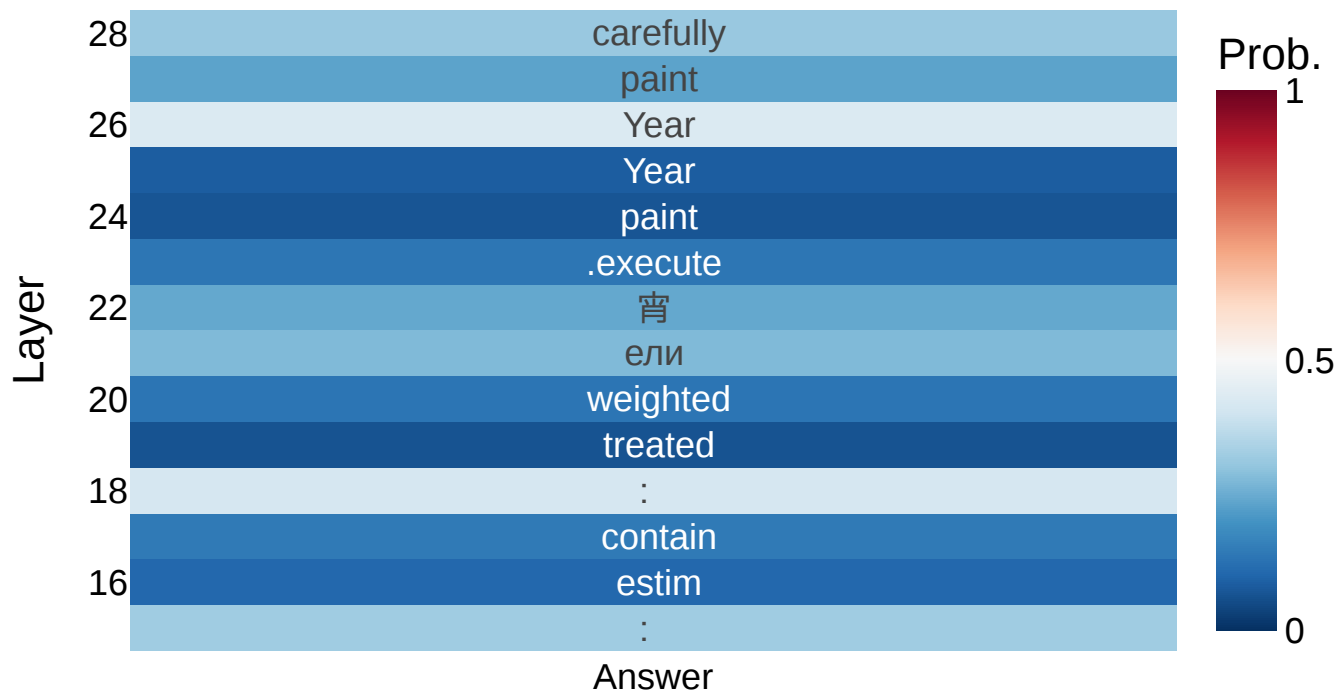 28 carefully
paint
26 Year
Year
24 paint
.execute
22 宵
ели
20 weighted
treated
18 :
contain
16 estim
:
Answer
Layer
Prob.
1
0.5
0